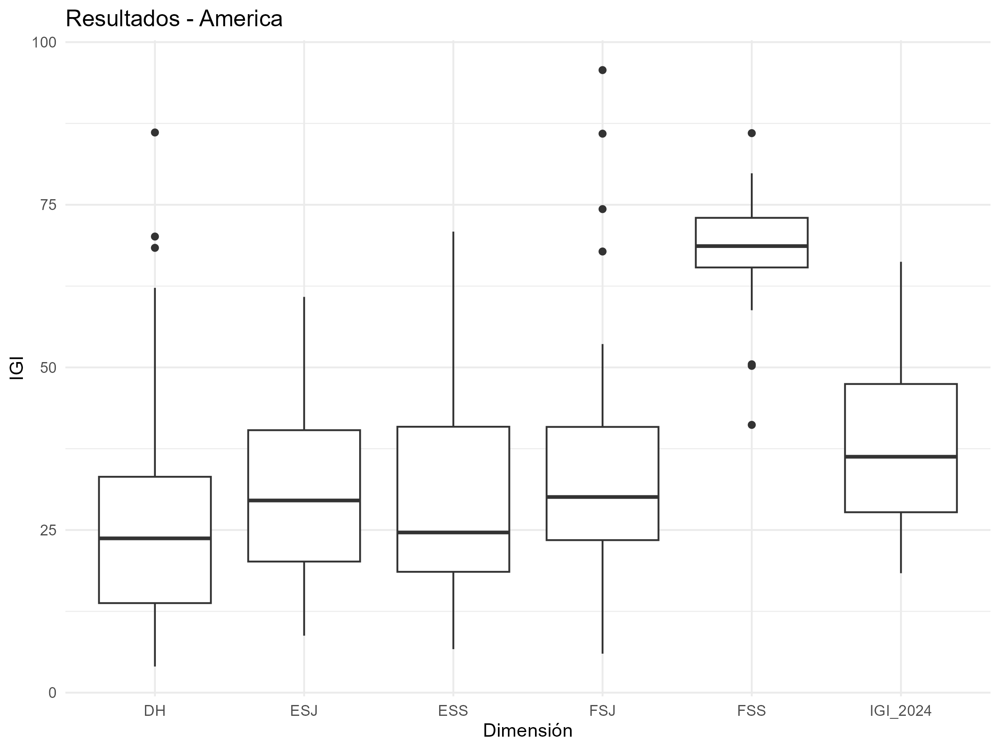 Resultados - America
100
75
50
25
0
IGI
DH
ESJ
ESS
FSJ
FSS
IGI_2024
Dimensión